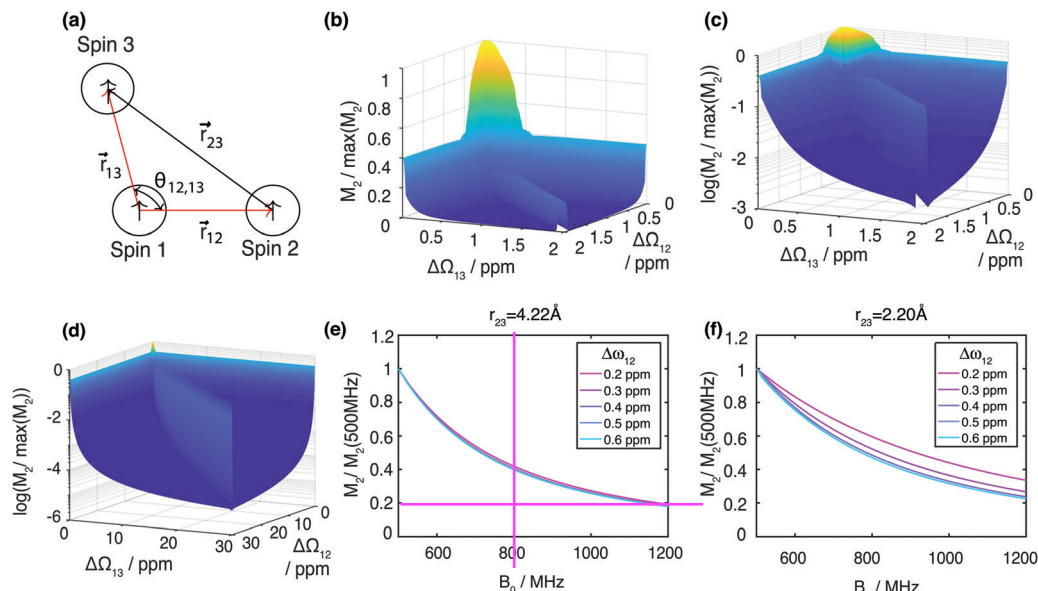 (a)
Spin 3
r⃗23
r⃗13
θ12,13
r⃗12
Spin 1
Spin 2
(b)
M2 / max(M2)
1
0.8
0.6
0.4
0.2
0
0.5
1
1.5
2
2
1.5
1
0.5
0
ΔΩ13 / ppm
ΔΩ12
/ ppm
(c)
log(M2 / max(M2))
0
-1
-2
-3
0
0.5
1
1.5
2
2
1.5
1
0.5
0
ΔΩ13 / ppm
ΔΩ12
/ ppm
(d)
log(M2 / max(M2))
0
-2
-4
-6
0
10
20
30
30
20
10
0
ΔΩ13 / ppm
ΔΩ12
/ ppm
(e)
r23=4.22Å
M2/ M2(500MHz)
1.2
1
0.8
0.6
0.4
0.2
0
600
800
1000
1200
B0 / MHz
Δω12
0.2 ppm
0.3 ppm
0.4 ppm
0.5 ppm
0.6 ppm
(f)
r23=2.20Å
M2/ M2(500MHz)
1.2
1
0.8
0.6
0.4
0.2
0
600
800
1000
1200
B / MHz
Δω12
0.2 ppm
0.3 ppm
0.4 ppm
0.5 ppm
0.6 ppm